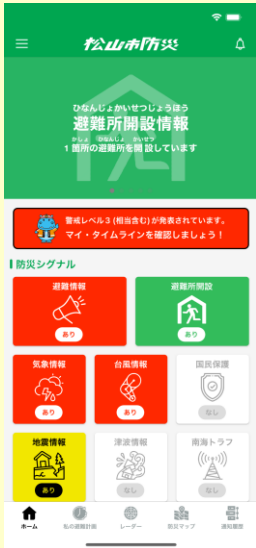 松山市防災
ひなんじょかいせつじょうほう
避難所開設情報
かしょ ひなんじょ かいせつ
1箇所の避難所を開設しています
警戒レベル3(相当含む)が発表されています。
マイ・タイムラインを確認しましょう!
防災シグナル
避難情報
あり
避難所開設
あり
気象情報
あり
台風情報
あり
国民保護
なし
地震情報
あり
津波情報
なし
南海トラフ
なし
ホーム
私の避難計画
レーダー
防災マップ
通知履歴